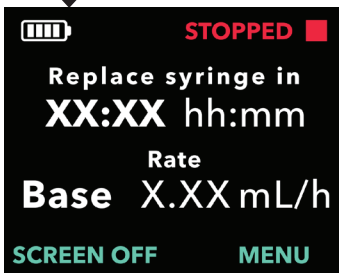 STOPPED
Replace syringe in
XX:XX hh:mm
Rate
Base X.XX mL/h
SCREEN OFF MENU